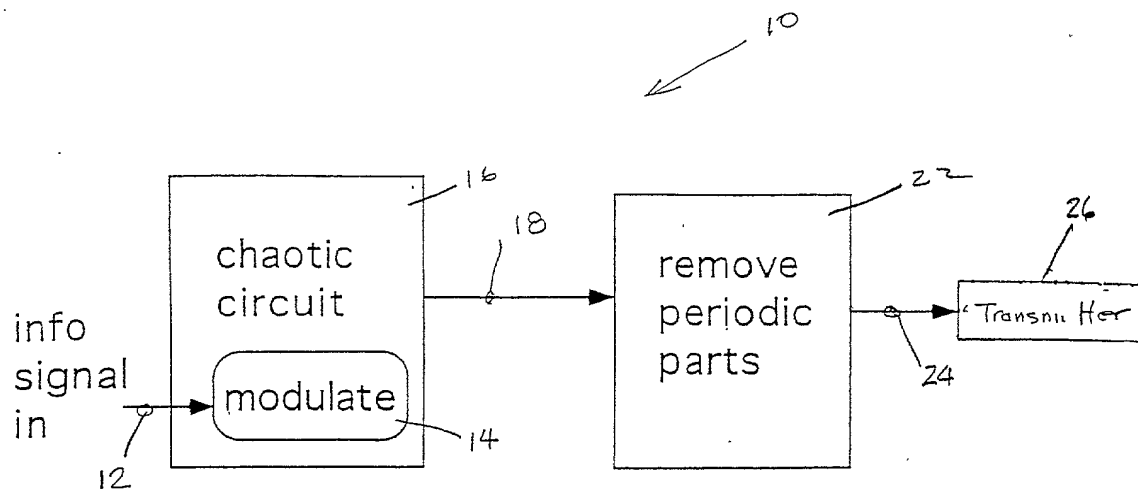 10
16
chaotic
circuit
18
22
remove
periodic
parts
26
Transmitter
24
info
signal
in
modulate
14
12